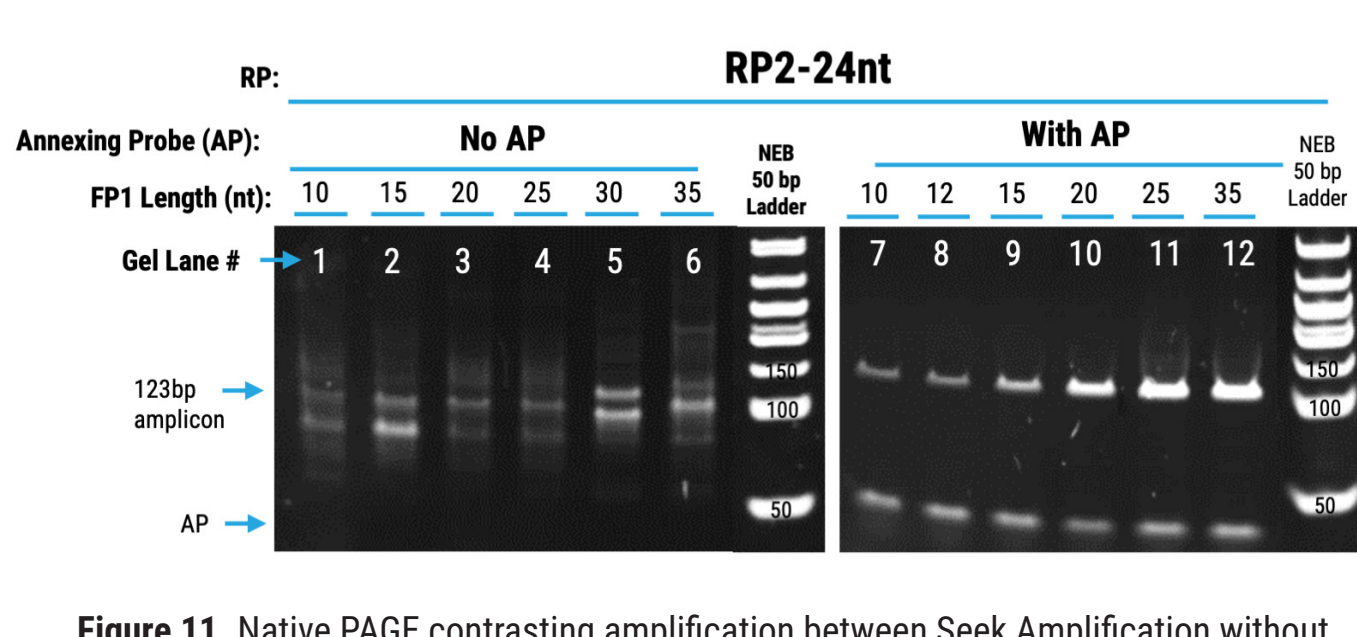 RP2-24nt
RP:
Annexing Probe (AP):
No AP
With AP
NEB
50 bp
Ladder
NEB
50 bp
Ladder
FP1 Length (nt):
10 15 20 25 30 35
10 12 15 20 25 35
Gel Lane #
1 2 3 4 5 6
7 8 9 10 11 12
123bp
amplicon
150
100
150
100
AP
50
50
Figure 11. Native PAGE contrasting amplification between Seek Amplification without